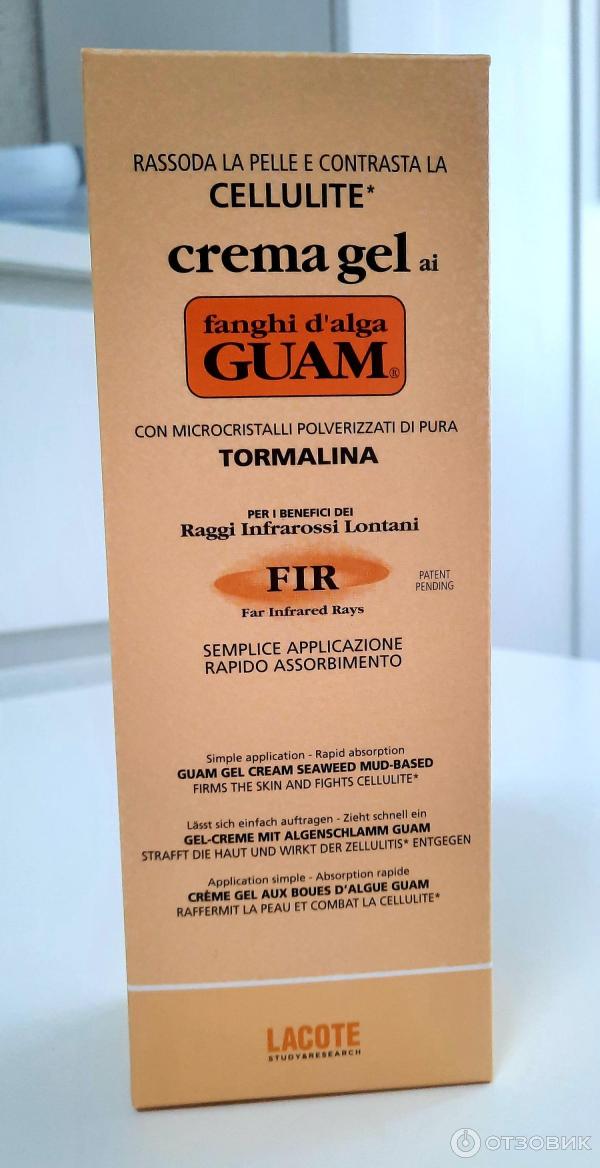 RASSODA LA PELLE E CONTRASTA LA
CELLULITE*
crema gel ai
fanghi d'alga
GUAM®
CON MICROCRISTALLI POLVERIZZATI DI PURA
TORMALINA
PER I BENEFICI DEI
Raggi Infrarossi Lontani
FIR
Far Infrared Rays
PATENT
PENDING
SEMPLICE APPLICAZIONE
RAPIDO ASSORBIMENTO
Simple application - Rapid absorption
GUAM GEL CREAM SEAWEED MUD-BASED
FIRMS THE SKIN AND FIGHTS CELLULITE*
Lässt sich einfach auftragen - Zieht schnell ein
GEL-CREME MIT ALGENSCHLAMM GUAM
STRAFFT DIE HAUT UND WIRKT DER ZELLULITIS* ENTGEGEN
Application simple - Absorption rapide
CRÈME GEL AUX BOUES D'ALGUE GUAM
RAFFERMIT LA PEAU ET COMBAT LA CELLULITE*
LACOTE
STUDY&RESEARCH
ОТЗОВИК